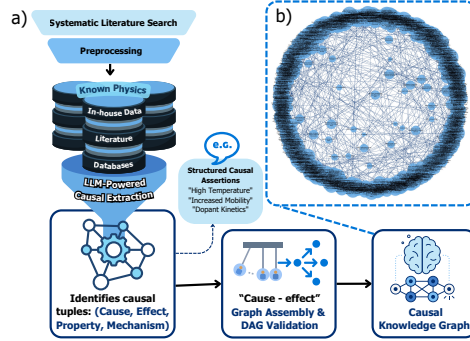 a)
Systematic Literature Search
Preprocessing
Known Physics
In-house Data
Literature
Databases
LLM-Powered
Causal Extraction
e.g.
Structured Causal
Assertions
"High Temperature"
"Increased Mobility"
"Dopant Kinetics"
Identifies causal
tuples: (Cause, Effect,
Property, Mechanism)
"Cause - effect"
Graph Assembly &
DAG Validation
Causal
Knowledge Graph
b)